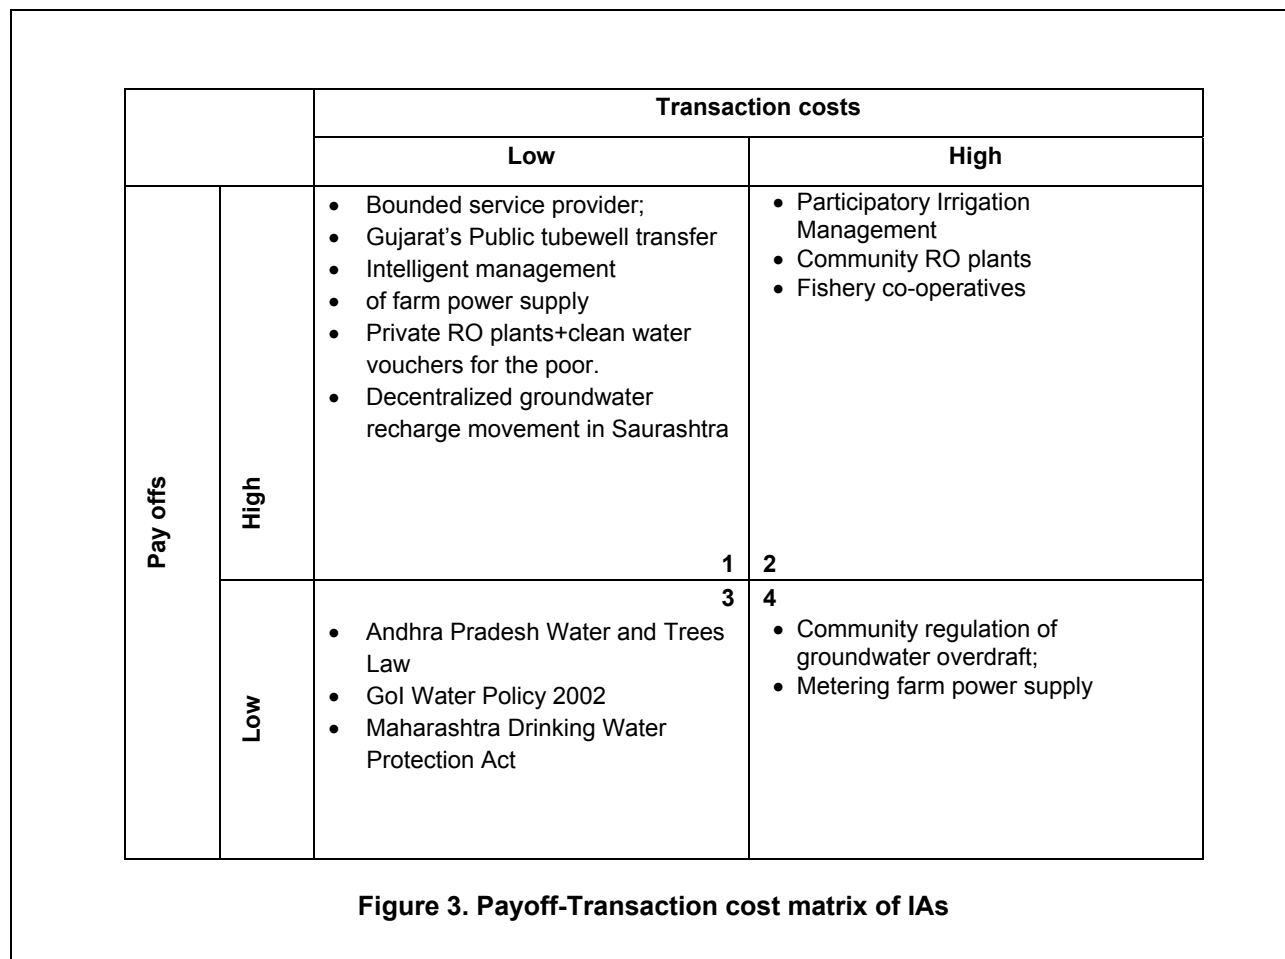 Transaction costs
Low
High
Pay offs
High
• Bounded service provider;
• Gujarat’s Public tubewell transfer
• Intelligent management
• of farm power supply
• Private RO plants+clean water
vouchers for the poor.
• Decentralized groundwater
recharge movement in Saurashtra
1
• Participatory Irrigation
Management
• Community RO plants
• Fishery co-operatives
2
Low
3
• Andhra Pradesh Water and Trees
Law
• GoI Water Policy 2002
• Maharashtra Drinking Water
Protection Act
4
• Community regulation of
groundwater overdraft;
• Metering farm power supply
Figure 3. Payoff-Transaction cost matrix of IAs